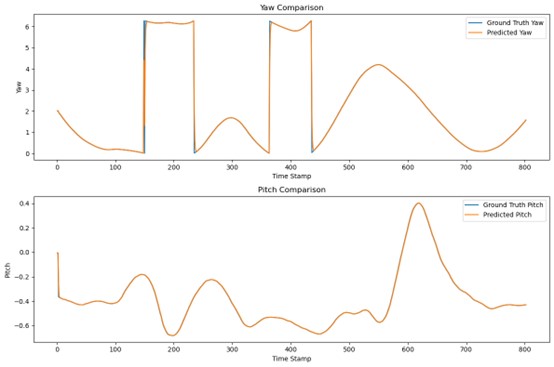 Yaw Comparison
Ground Truth Yaw
Predicted Yaw
6
5
4
3
2
1
0
Yaw
0 100 200 300 400 500 600 700 800
Time Stamp
Pitch Comparison
Ground Truth Pitch
Predicted Pitch
0.4
0.2
0.0
−0.2
−0.4
−0.6
Pitch
0 100 200 300 400 500 600 700 800
Time Stamp